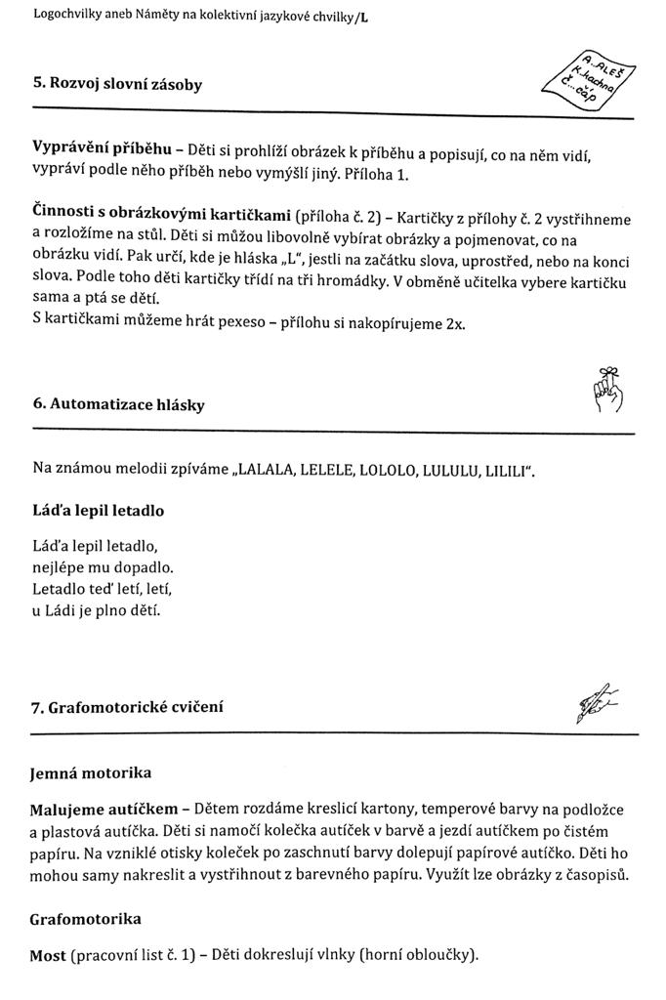 Logochvilky aneb Náměty na kolektivní jazykové chvilky/L
A..ALEŠ
K..kachna
Č...čáp
5. Rozvoj slovní zásoby
Vyprávění příběhu – Děti si prohlíží obrázek k příběhu a popisují, co na něm vidí,
vypráví podle něho příběh nebo vymýšlí jiný. Příloha 1.
Činnosti s obrázkovými kartičkami (příloha č. 2) – Kartičky z přílohy č. 2 vystřihneme
a rozložíme na stůl. Děti si můžou libovolně vybírat obrázky a pojmenovat, co na
obrázku vidí. Pak určí, kde je hláska „L“, jestli na začátku slova, uprostřed, nebo na konci
slova. Podle toho děti kartičky třídí na tři hromádky. V obměně učitelka vybere kartičku
sama a ptá se dětí.
S kartičkami můžeme hrát pexeso – přílohu si nakopírujeme 2x.
6. Automatizace hlásky
Na známou melodii zpíváme „LALALA, LELELE, LOLOLO, LULULU, LILILI“.
Láďa lepil letadlo
Láďa lepil letadlo,
nejlépe mu dopadlo.
Letadlo teď letí, letí,
u Ládi je plno dětí.
7. Grafomotorické cvičení
Jemná motorika
Malujeme autíčkem – Dětem rozdáme kreslicí kartony, temperové barvy na podložce
a plastová autíčka. Děti si namočí kolečka autíček v barvě a jezdí autíčkem po čistém
papíru. Na vzniklé otisky koleček po zaschnutí barvy dolepují papírové autíčko. Děti ho
mohou samy nakreslit a vystřihnout z barevného papíru. Využít lze obrázky z časopisů.
Grafomotorika
Most (pracovní list č. 1) – Děti dokreslují vlnky (horní obloučky).